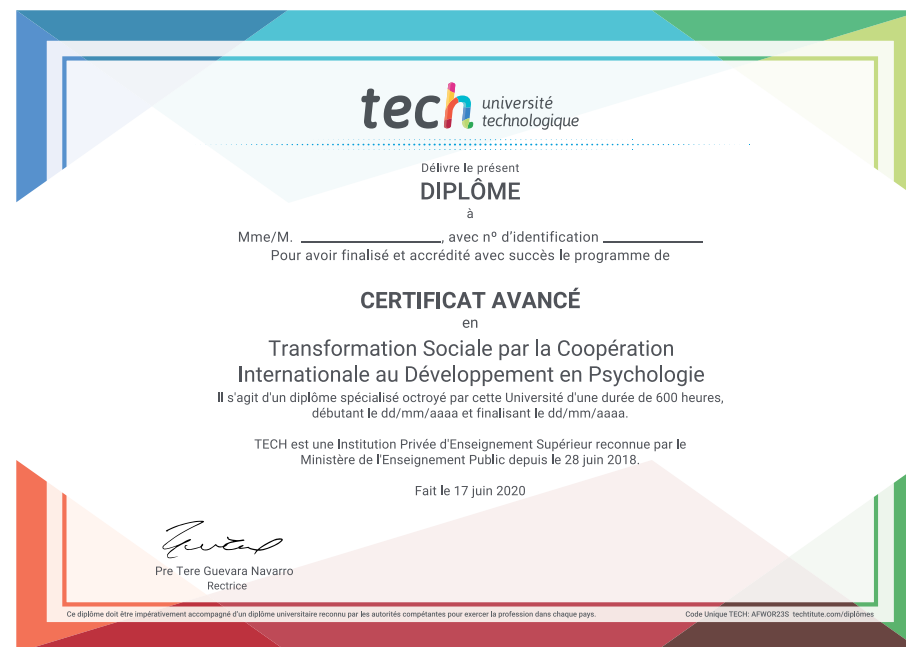 tech université
technologique
Délivre le présent
DIPLÔME
à
Mme/M. ____________________, avec nº d'identification ______________
Pour avoir finalisé et accrédité avec succès le programme de
CERTIFICAT AVANCÉ
en
Transformation Sociale par la Coopération
Internationale au Développement en Psychologie
Il s'agit d'un diplôme spécialisé octroyé par cette Université d'une durée de 600 heures,
débutant le dd/mm/aaaa et finalisant le dd/mm/aaaa.
TECH est une Institution Privée d'Enseignement Supérieur reconnue par le
Ministère de l'Enseignement Public depuis le 28 juin 2018.
Fait le 17 juin 2020
Pre Tere Guevara Navarro
Rectrice
Ce diplôme doit être impérativement accompagné d'un diplôme universitaire reconnu par les autorités compétentes pour exercer la profession dans chaque pays.
Code Unique TECH: AFWOR23S techtitute.com/diplômes